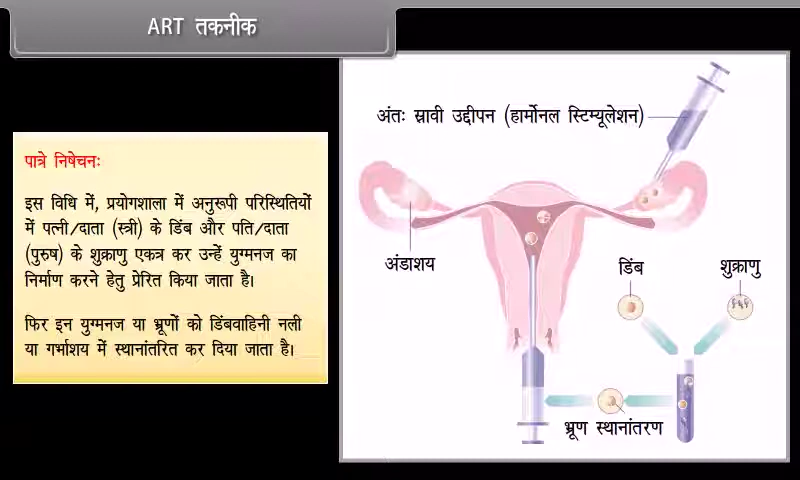 ART तकनीक
पात्रे निषेचनः
इस विधि में, प्रयोगशाला में अनुरूपी परिस्थितियों
में पत्नी/दाता (स्त्री) के डिंब और पति/दाता
(पुरुष) के शुक्राणु एकत्र कर उन्हें युग्मनज का
निर्माण करने हेतु प्रेरित किया जाता है।
फिर इन युग्मनज या भ्रूणों को डिंबवाहिनी नली
या गर्भाशय में स्थानांतरित कर दिया जाता है।
अंतः स्रावी उद्दीपन (हार्मोनल स्टिम्यूलेशन)
अंडाशय
डिंब
शुक्राणु
भ्रूण स्थानांतरण